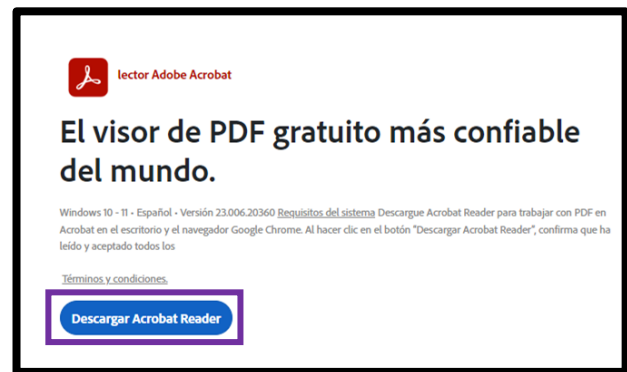 lector Adobe Acrobat
El visor de PDF gratuito más confiable
del mundo.
Windows 10 - 11 - Español - Versión 23.006.20360 Requisitos del sistema Descargue Acrobat Reader para trabajar con PDF en
Acrobat en el escritorio y el navegador Google Chrome. Al hacer clic en el botón "Descargar Acrobat Reader", confirma que ha
leído y aceptado todos los
Términos y condiciones.
Descargar Acrobat Reader